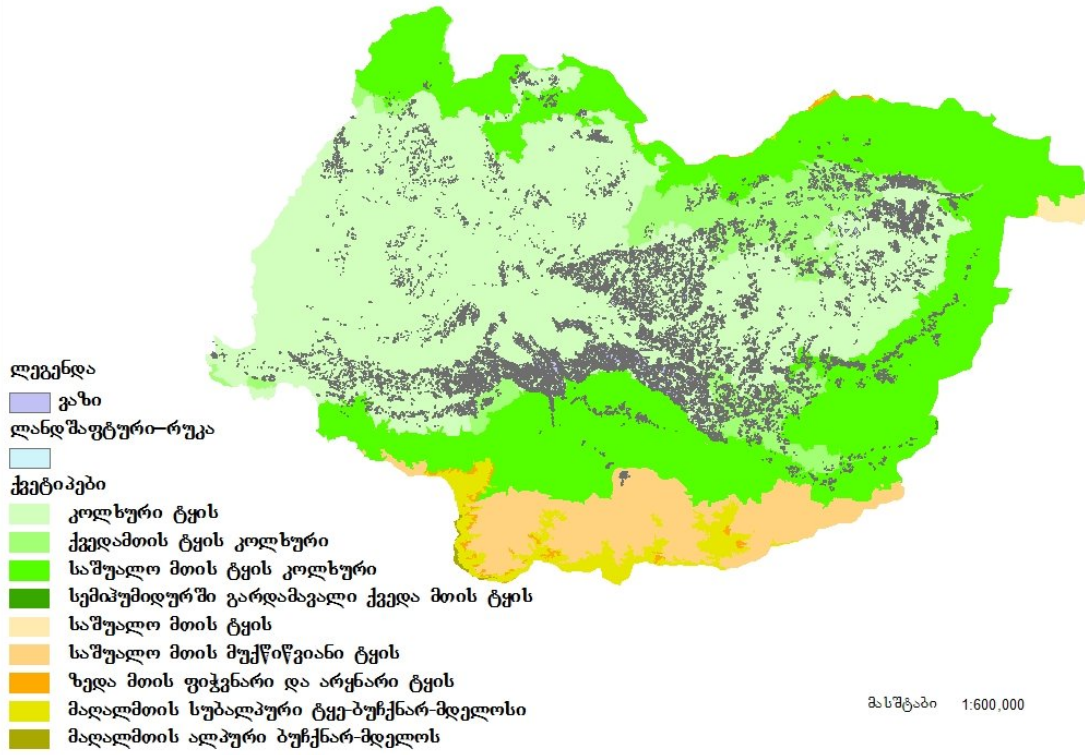 ლეგენდა
ვაზი
ლანდშაფტური-რუკა
ქვეტიპები
კოლხური ტყის
ქვედამთის ტყის კოლხური
საშუალო მთის ტყის კოლხური
სემიჰუმიდურში გარდამავალი ქვედა მთის ტყის
საშუალო მთის ტყის
საშუალო მთის მუქწიწვიანი ტყის
ზედა მთის ფიჭვნარი და არყნარი ტყის
მაღალმთის სუბალპური ტყე-ბუჩქნარ-მდელოსი
მაღალმთის ალპური ბუჩქნარ-მდელოს
მასშტაბი 1:600,000